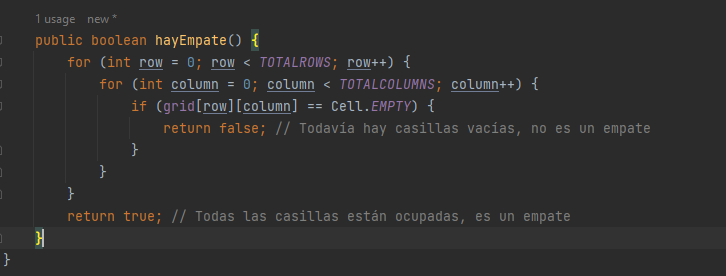 1 usage new *
public boolean hayEmpate() {
for (int row = 0; row < TOTALROWS; row++) {
for (int column = 0; column < TOTALCOLUMNS; column++) {
if (grid[row][column] == Cell.EMPTY) {
return false; // Todavía hay casillas vacías, no es un empate
}
}
}
return true; // Todas las casillas están ocupadas, es un empate
}
}